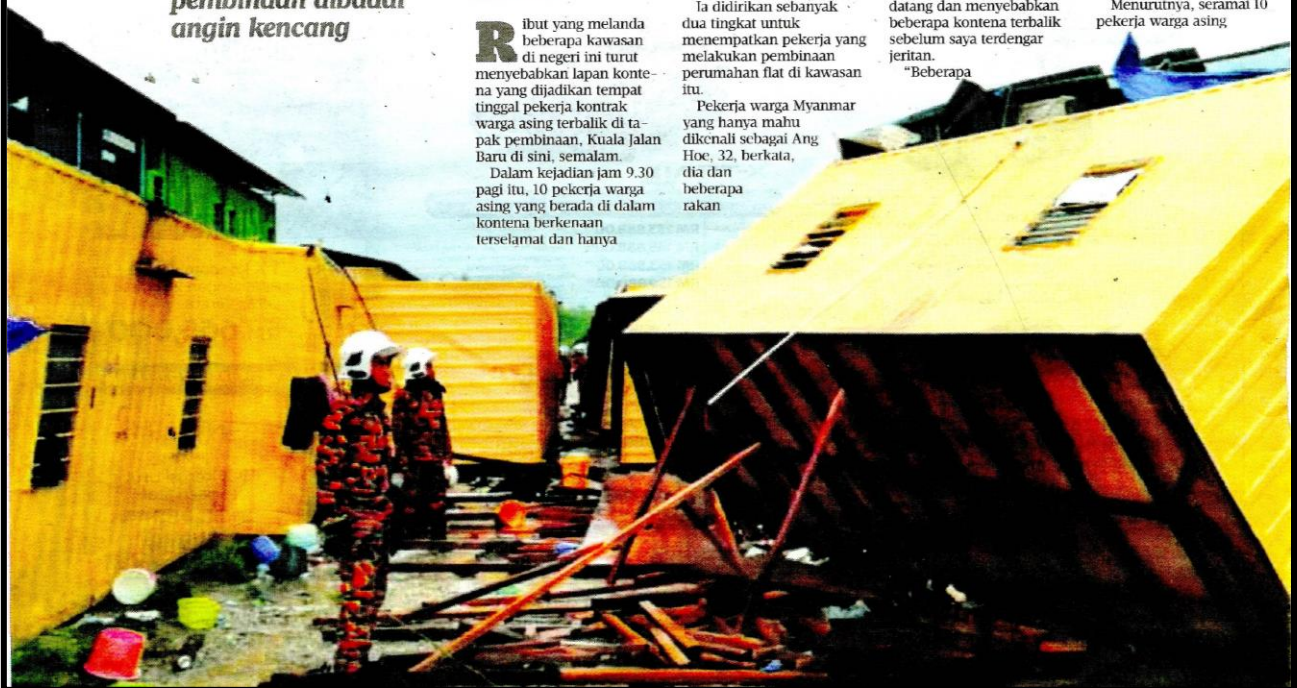 pembinaan dibadai
angin kencang
Ribut yang melanda
beberapa kawasan
di negeri ini turut
menyebabkan lapan konte-
na yang dijadikan tempat
tinggal pekerja kontrak
warga asing terbalik di ta-
pak pembinaan, Kuala Jalan
Baru di sini, semalam.
Dalam kejadian jam 9.30
pagi itu, 10 pekerja warga
asing yang berada di dalam
kontena berkenaan
terselamat dan hanya
Ia didirikan sebanyak
dua tingkat untuk
menempatkan pekerja yang
melakukan pembinaan
perumahan flat di kawasan
itu.
Pekerja warga Myanmar
yang hanya mahu
dikenali sebagai Ang
Hoe, 32, berkata,
dia dan
beberapa
rakan
datang dan menyebabkan
beberapa kontena terbalik
sebelum saya terdengar
jeritan.
"Beberapa
Menurutnya, seramai 10
pekerja warga asing